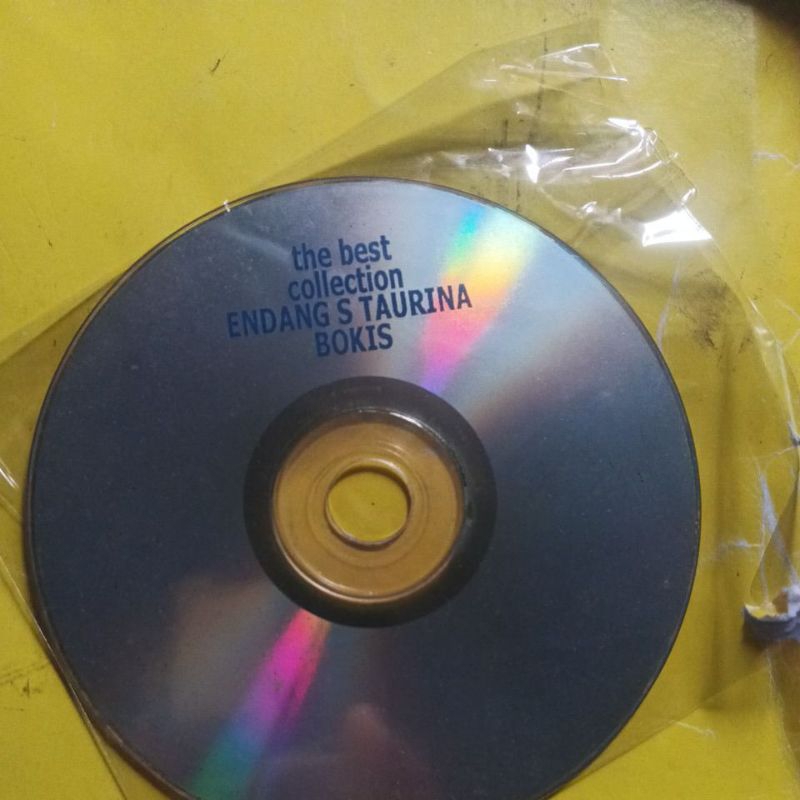 the best
collection
ENDANG S TAURINA
BOKIS